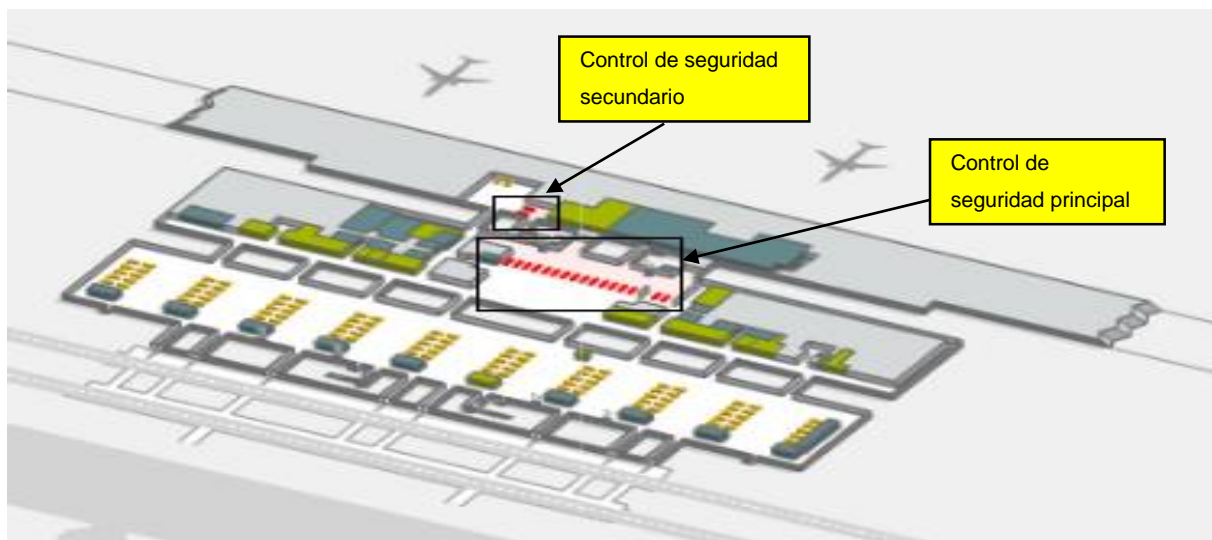 Control de seguridad
secundario
Control de
seguridad principal